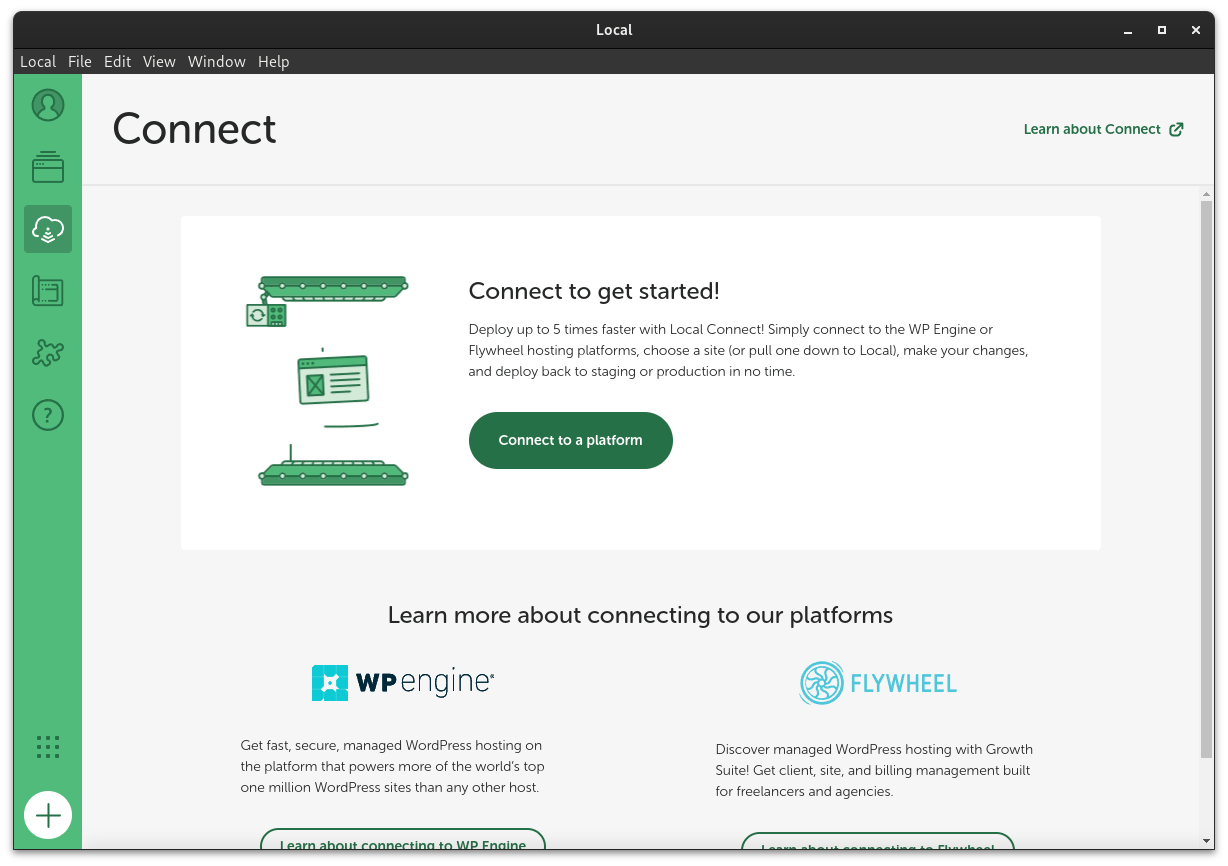 Local
Local File Edit View Window Help
Connect
Learn about Connect
Connect to get started!
Deploy up to 5 times faster with Local Connect! Simply connect to the WP Engine or
Flywheel hosting platforms, choose a site (or pull one down to Local), make your changes,
and deploy back to staging or production in no time.
Connect to a platform
Learn more about connecting to our platforms
WP engine®
FLYWHEEL
Get fast, secure, managed WordPress hosting on
the platform that powers more of the world's top
one million WordPress sites than any other host.
Discover managed WordPress hosting with Growth
Suite! Get client, site, and billing management built
for freelancers and agencies.
Learn about connecting to WP Engine
Learn about connecting to Flywheel
?